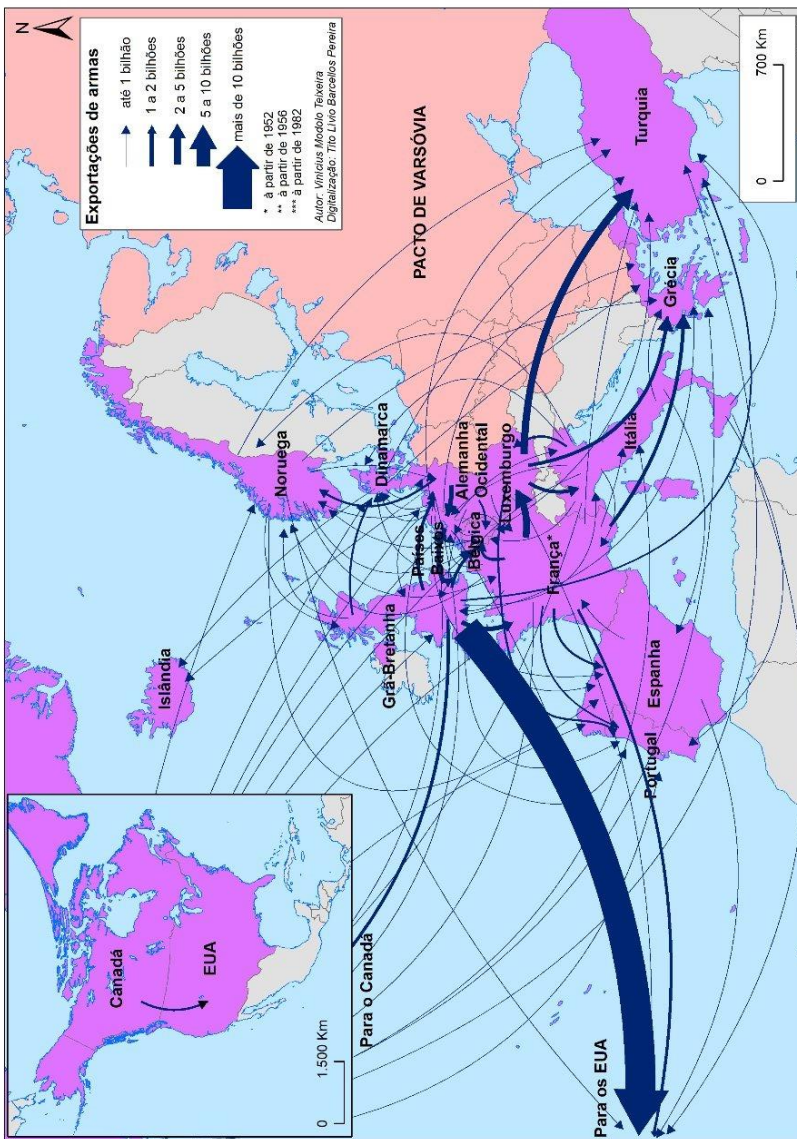 Canadá
EUA
0
1.500 Km
Para o Canadá
Para os EUA
Islândia
Noruega
Dinamarca
Grã-Bretanha
Países
Baixos
Alemanha
Ocidental
Bélgica
Luxemburgo
França*
Portugal
Espanha
Itália
Grécia
Turquia
PACTO DE VARSÓVIA
N
Exportações de armas
até 1 bilhão
1 a 2 bilhões
2 a 5 bilhões
5 a 10 bilhões
mais de 10 bilhões
* à partir de 1952
** à partir de 1956
*** à partir de 1982
Autor: Vinicius Modolo Teixeira
Digitalização: Tito Lívio Barcellos Pereira
0
700 Km